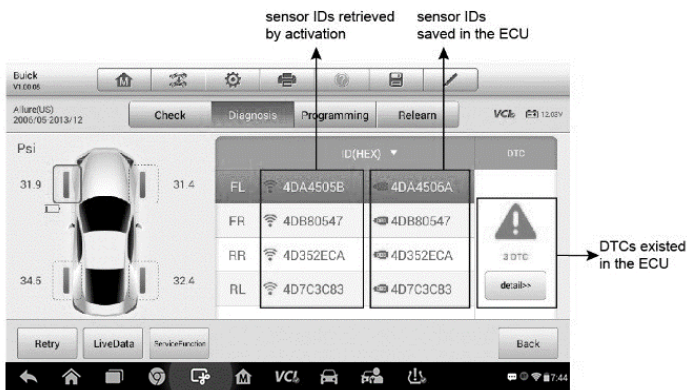 sensor IDs retrieved
by activation
sensor IDs
saved in the ECU
Buick
V1.00.05
Allure(US)
2006/05 2013/12
Check
Diagnosis
Programming
Relearn
VCI
12.03V
Psi
ID(HEX)
DTC
31.9
31.4
FL 4DA4505B 4DA4506A
FR 4DB80547 4DB80547
RR 4D352ECA 4D352ECA
RL 4D7C3C83 4D7C3C83
34.5
32.4
3 DTC
detail>>
DTCs existed
in the ECU
Retry
LiveData
ServiceFunction
Back
VCI
7:44